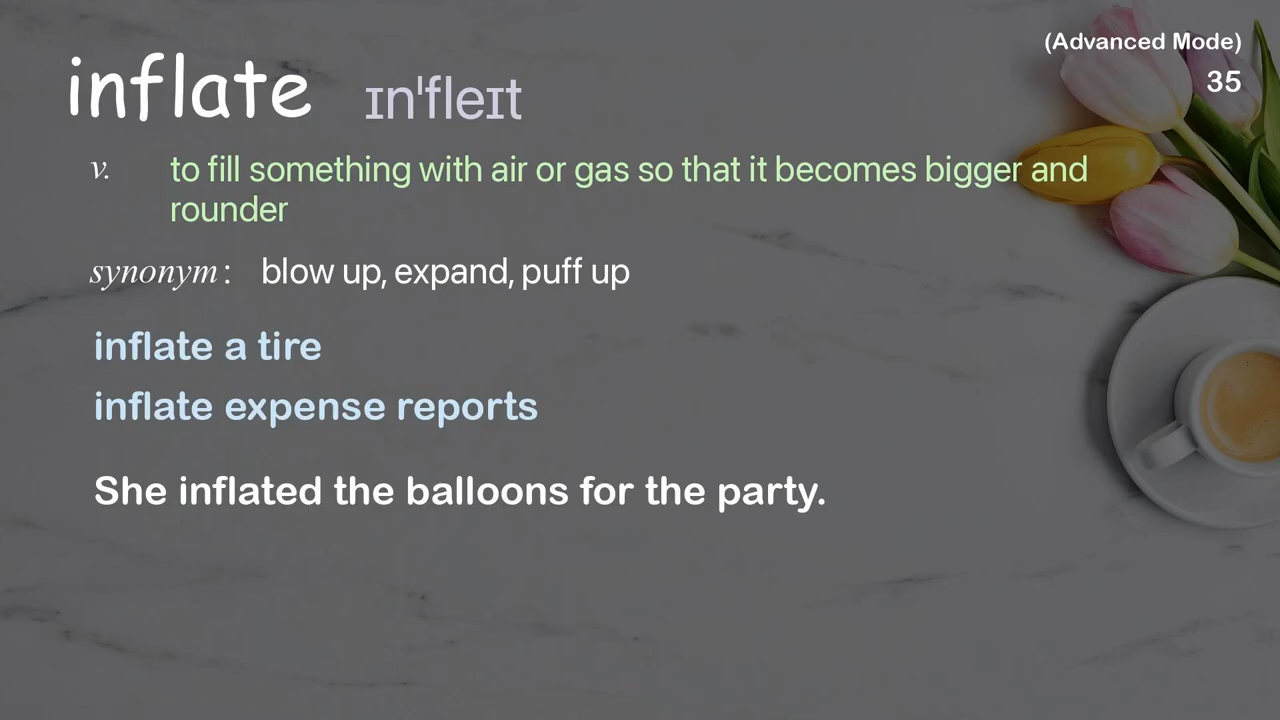 (Advanced Mode)
35
inflate ɪnˈfleɪt
v. to fill something with air or gas so that it becomes bigger and
rounder
synonym : blow up, expand, puff up
inflate a tire
inflate expense reports
She inflated the balloons for the party.